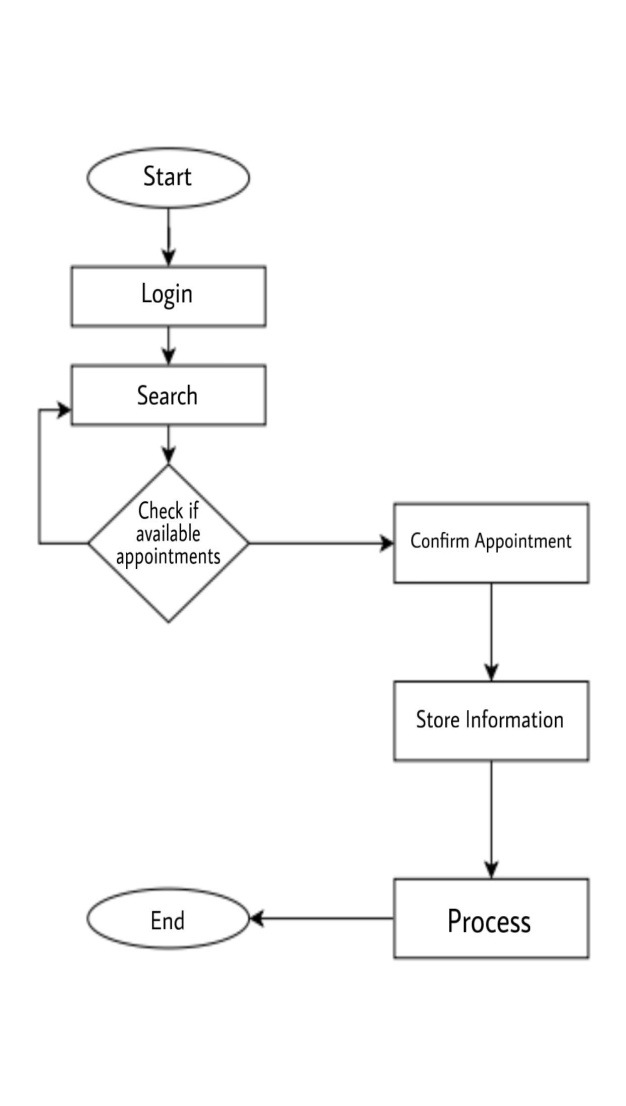 Start
Login
Search
Check if
available
appointments
Confirm Appointment
Store Information
Process
End